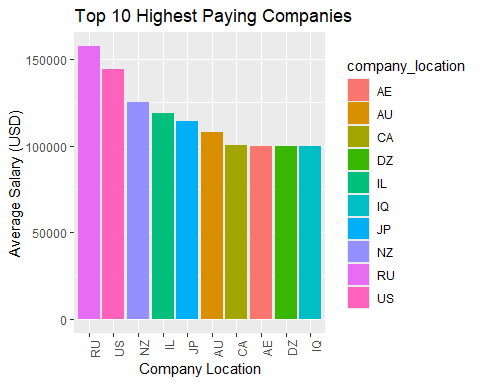 Top 10 Highest Paying Companies
Average Salary (USD)
150000
100000
50000
0
RU
US
NZ
IL
JP
AU
CA
AE
DZ
IQ
Company Location
company_location
AE
AU
CA
DZ
IL
IQ
JP
NZ
RU
US